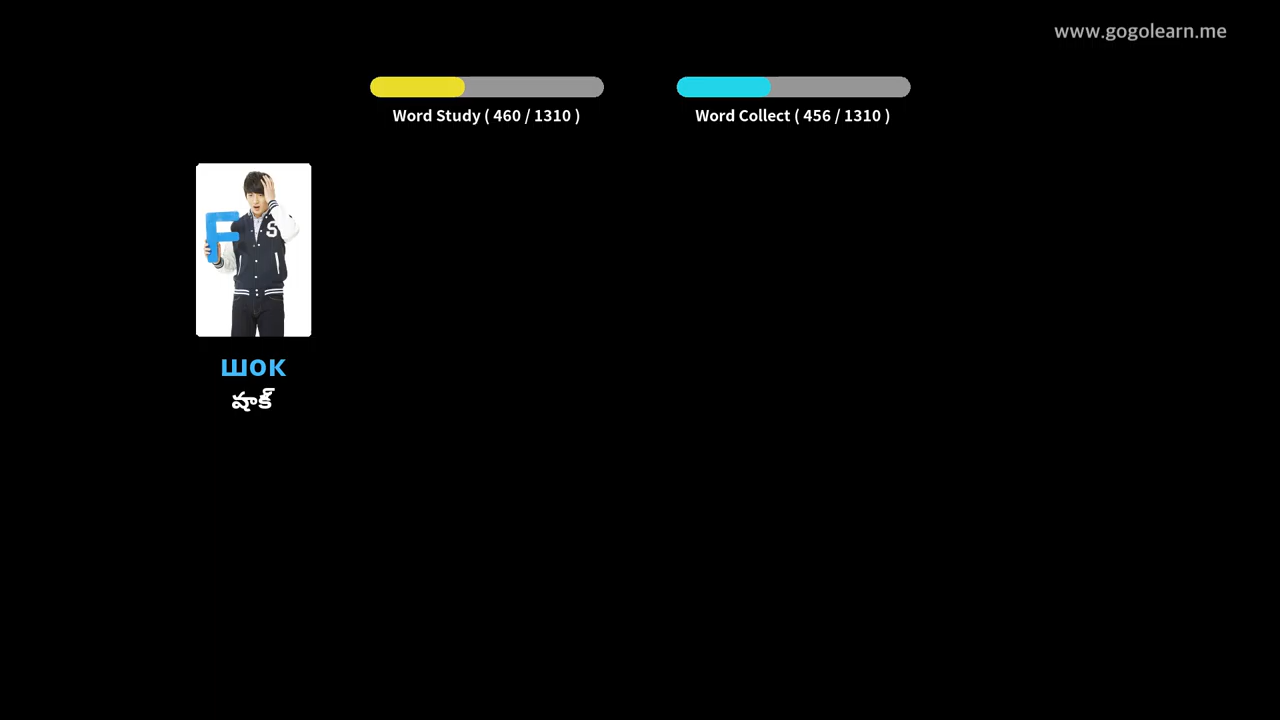 www.gogolearn.me
Word Study ( 460 / 1310 )
Word Collect ( 456 / 1310 )
F
S
шок
షాక్